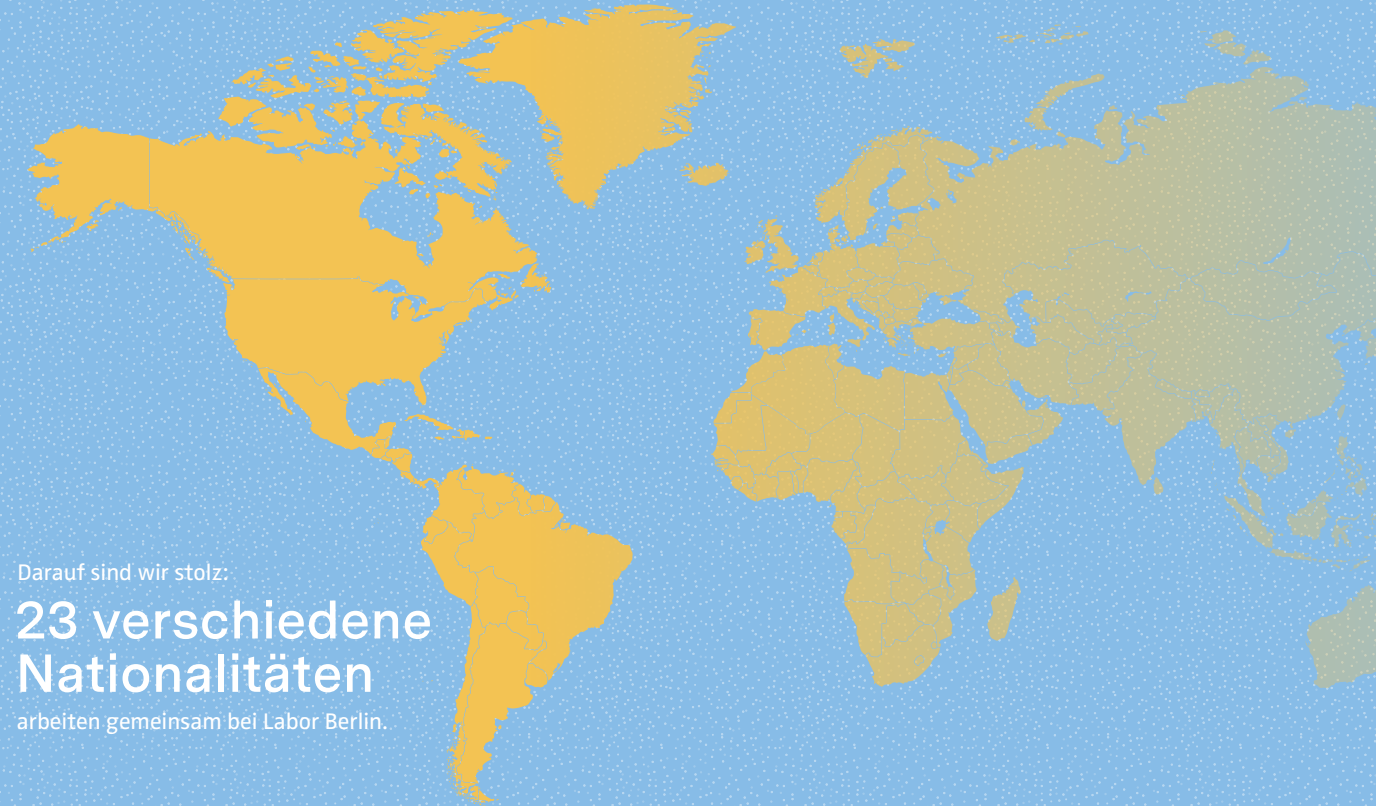 Darauf sind wir stolz:
23 verschiedene
Nationalitäten
arbeiten gemeinsam bei Labor Berlin.